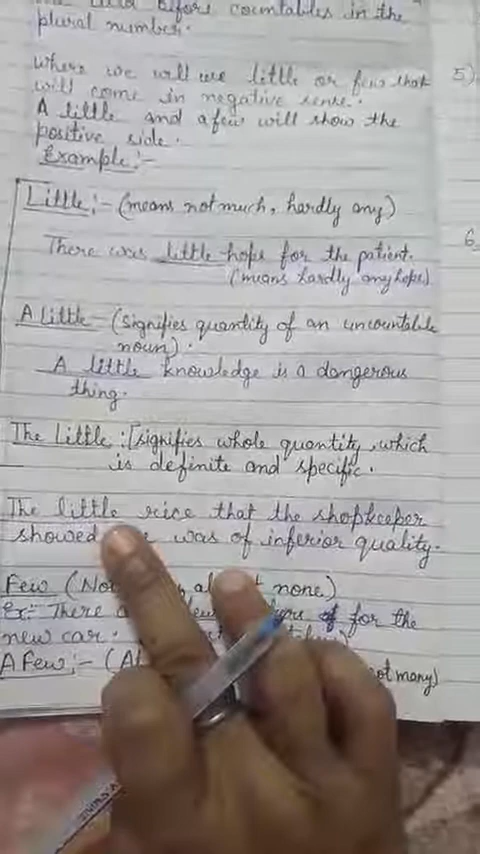 before countables in the
plural number.
Where we will use little or few that
will come in negative sense.
A little and a few will show the
positive side.
Example:-
Little:- (means not much, hardly any)
There was little hope for the patient.
(means hardly any hope)
A little - (signifies quantity of an uncountable
noun).
A little knowledge is a dangerous
thing.
The little: [signifies whole quantity, which
is definite and specific.
The little rice that the shopkeeper
showed was of inferior quality.
Few (No none)
Ex:- There for the
new car.
A Few:- ( not many)
5)
6